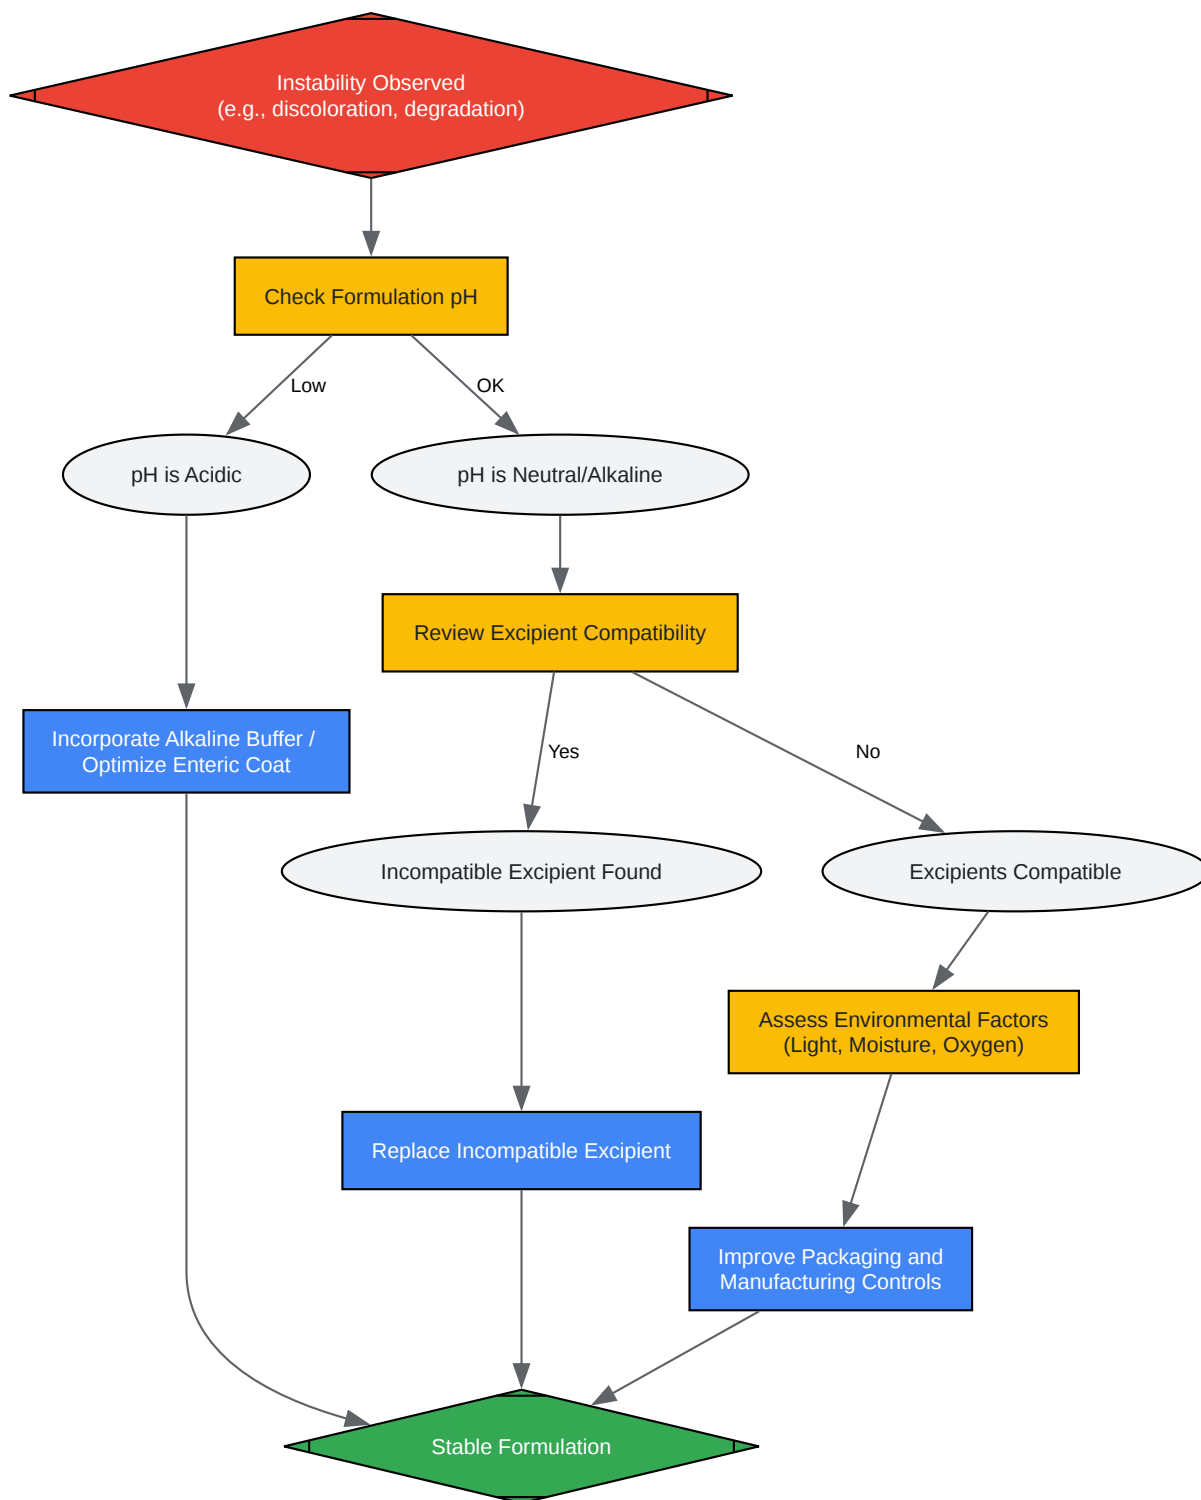 Instability Observed
(e.g., discoloration, degradation)
Check Formulation pH
Low
OK
pH is Acidic
pH is Neutral/Alkaline
Review Excipient Compatibility
Incorporate Alkaline Buffer /
Optimize Enteric Coat
Yes
No
Incompatible Excipient Found
Excipients Compatible
Assess Environmental Factors
(Light, Moisture, Oxygen)
Replace Incompatible Excipient
Improve Packaging and
Manufacturing Controls
Stable Formulation